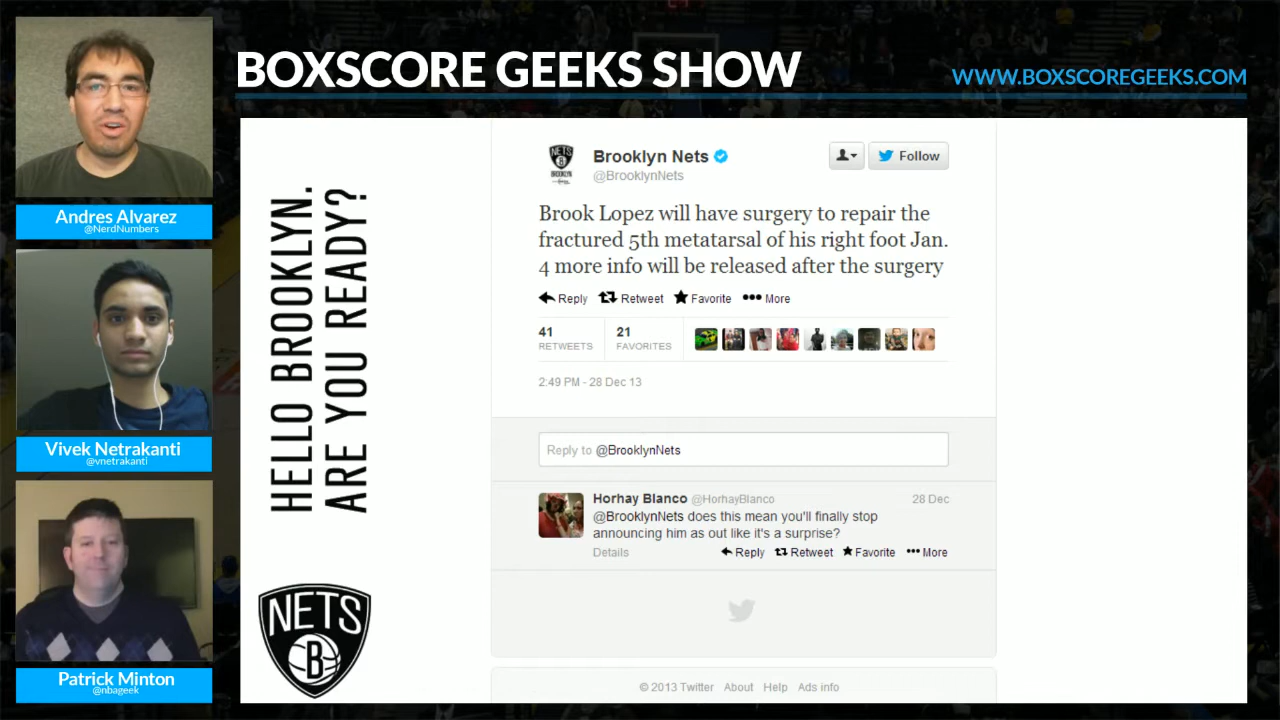 BOXSCORE GEEKS SHOW
WWW.BOXSCOREGEEKS.COM
Andres Alvarez
@NerdNumbers
Vivek Netrakanti
@vnetrakanti
Patrick Minton
@nbageek
HELLO BROOKLYN.
ARE YOU READY?
NETS
B
NETS
B
BROOKLYN
Brooklyn Nets
@BrooklynNets
Follow
Brook Lopez will have surgery to repair the
fractured 5th metatarsal of his right foot Jan.
4 more info will be released after the surgery
Reply Retweet Favorite More
41 21
RETWEETS FAVORITES
2:49 PM - 28 Dec 13
Reply to @BrooklynNets
Horhay Blanco @HorhayBlanco 28 Dec
@BrooklynNets does this mean you'll finally stop
announcing him as out like it's a surprise?
Details Reply Retweet Favorite More
© 2013 Twitter About Help Ads info